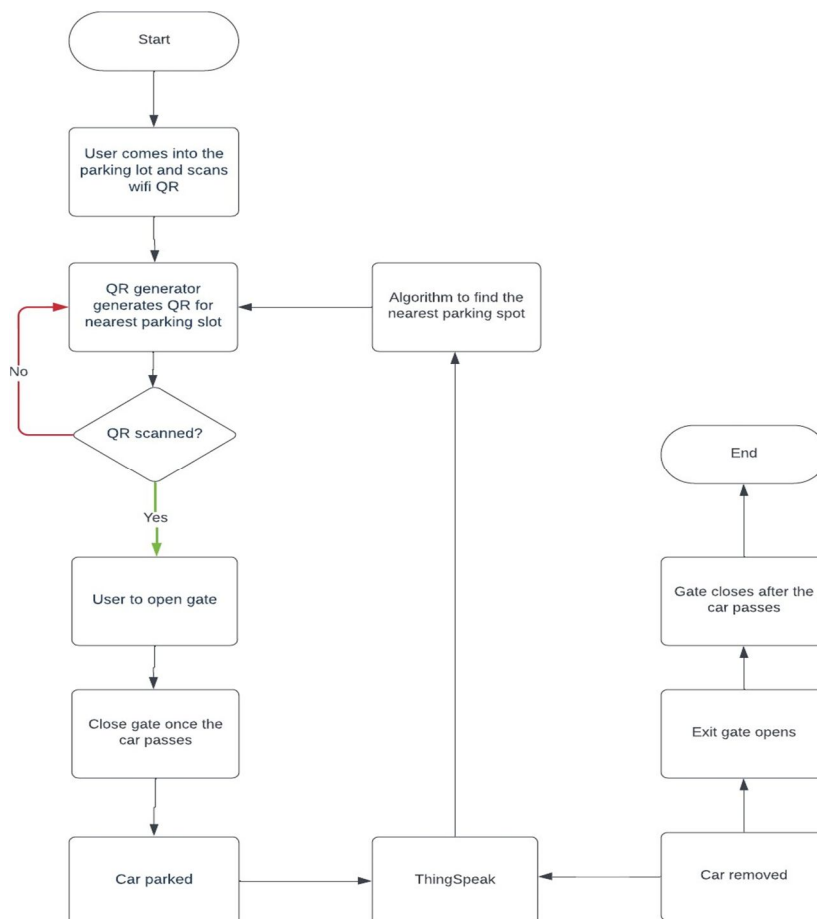 Start
User comes into the
parking lot and scans
wifi QR
QR generator
generates QR for
nearest parking slot
Algorithm to find the
nearest parking spot
No
QR scanned?
End
Yes
User to open gate
Gate closes after the
car passes
Close gate once the
car passes
Exit gate opens
Car parked
ThingSpeak
Car removed